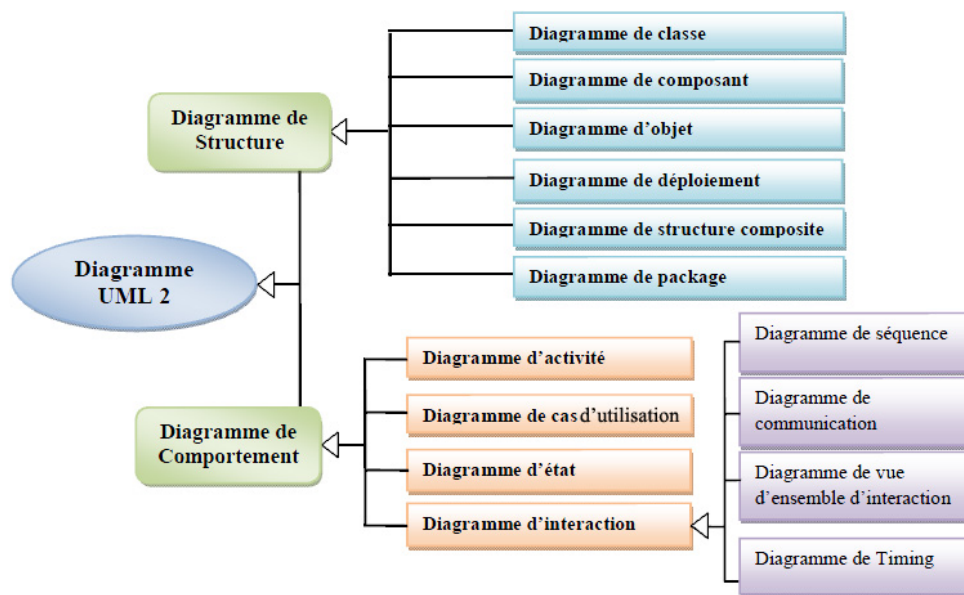 Diagramme de classe
Diagramme de composant
Diagramme de
Structure
Diagramme d'objet
Diagramme de déploiement
Diagramme de structure composite
Diagramme de package
Diagramme
UML 2
Diagramme de
Comportement
Diagramme d'activité
Diagramme de cas d'utilisation
Diagramme d'état
Diagramme d'interaction
Diagramme de séquence
Diagramme de
communication
Diagramme de vue
d'ensemble d'interaction
Diagramme de Timing